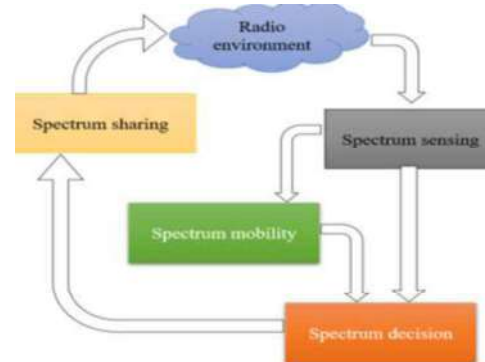 Radio
environment
Spectrum sharing
Spectrum sensing
Spectrum mobility
Spectrum decision